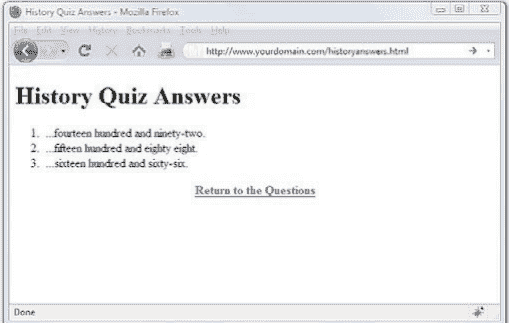 History Quiz Answers - Mozilla Firefox
File Edit View History Bookmarks Tools Help
http://www.yourdomain.com/historyanswers.html
History Quiz Answers
1. ...fourteen hundred and ninety-two.
2. ...fifteen hundred and eighty eight.
3. ...sixteen hundred and sixty-six.
Return to the Questions
Done